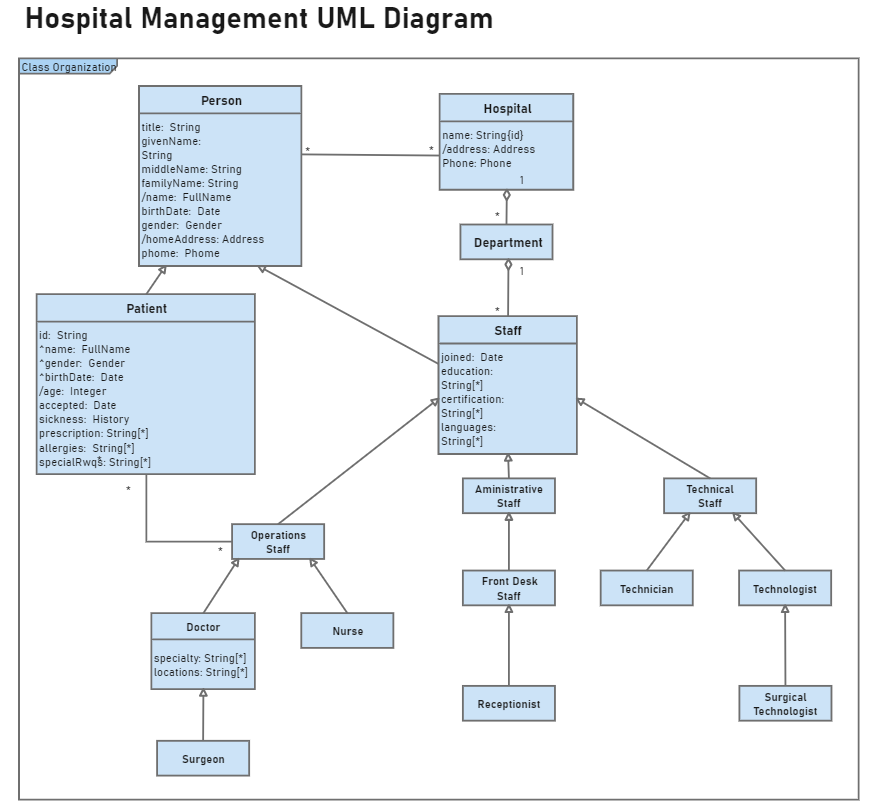 Hospital Management UML Diagram
Class Organization
Person
title: String
givenName:
String
middleName: String
familyName: String
/name: FullName
birthDate: Date
gender: Gender
/homeAddress: Address
phome: Phome
*
*
Hospital
name: String{id}
/address: Address
Phone: Phone
1
*
Department
1
*
Patient
id: String
^name: FullName
^gender: Gender
^birthDate: Date
/age: Integer
accepted: Date
sickness: History
prescription: String[*]
allergies: String[*]
specialRwqs: String[*]
*
*
Staff
joined: Date
education:
String[*]
certification:
String[*]
languages:
String[*]
Operations
Staff
Aministrative
Staff
Technical
Staff
Doctor
specialty: String[*]
locations: String[*]
Nurse
Front Desk
Staff
Technician
Technologist
Surgeon
Receptionist
Surgical
Technologist